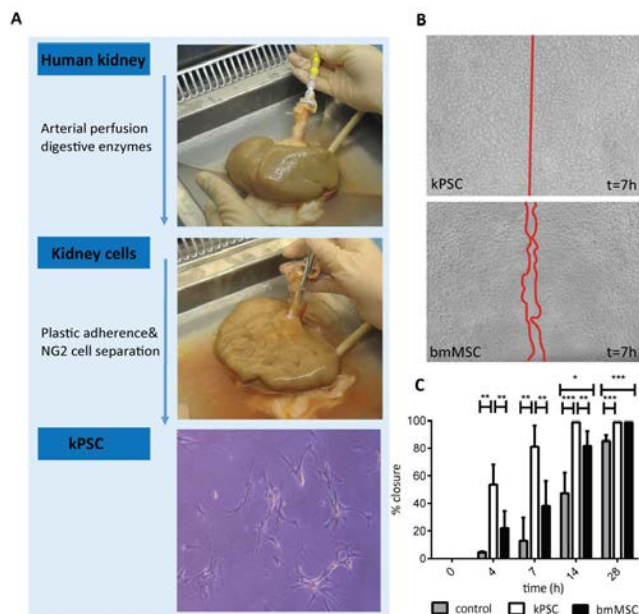 A
Human kidney
Arterial perfusion
digestive enzymes
Kidney cells
Plastic adherence&
NG2 cell separation
kPSC
B
kPSC
t=7h
bmMSC
t=7h
C
* ***
** ** ** ** *** ** ***
100
80
60
40
20
0
% closure
0 4 7 14 28
time (h)
control kPSC bmMSC